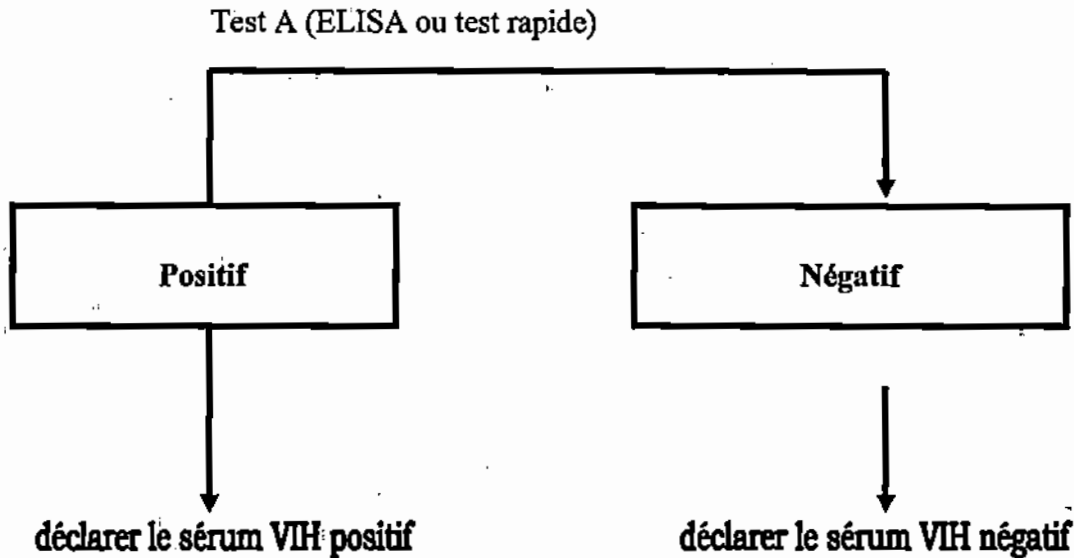 Test A (ELISA ou test rapide)
Positif
Négatif
déclarer le sérum VIH positif
déclarer le sérum VIH négatif